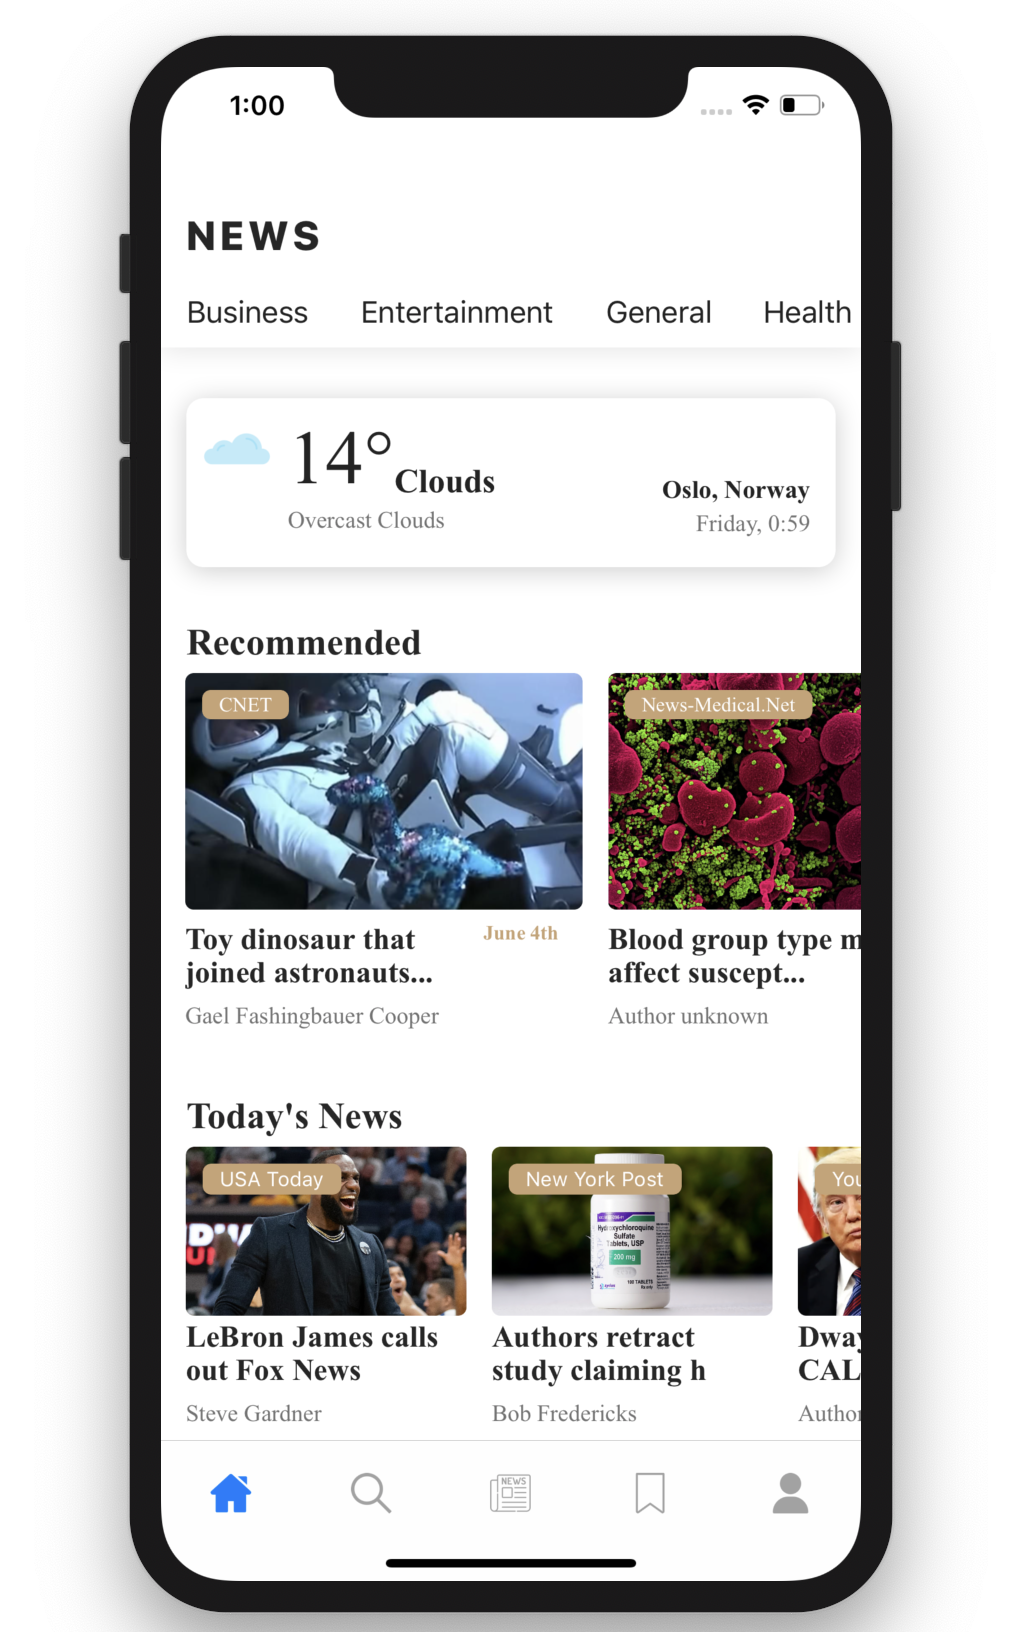 1:00
NEWS
Business Entertainment General Health
14° Clouds
Overcast Clouds
Oslo, Norway
Friday, 0:59
Recommended
CNET
Toy dinosaur that
joined astronauts...
June 4th
Gael Fashingbauer Cooper
News-Medical.Net
Blood group type m
affect suscept...
Author unknown
Today's News
USA Today
LeBron James calls
out Fox News
Steve Gardner
New York Post
Hydroxychloroquine
Sulfate
Tablets, USP
200 mg
100 TABLETS
Authors retract
study claiming h
Bob Fredericks
You
Dway
CAL
Author
NEWS